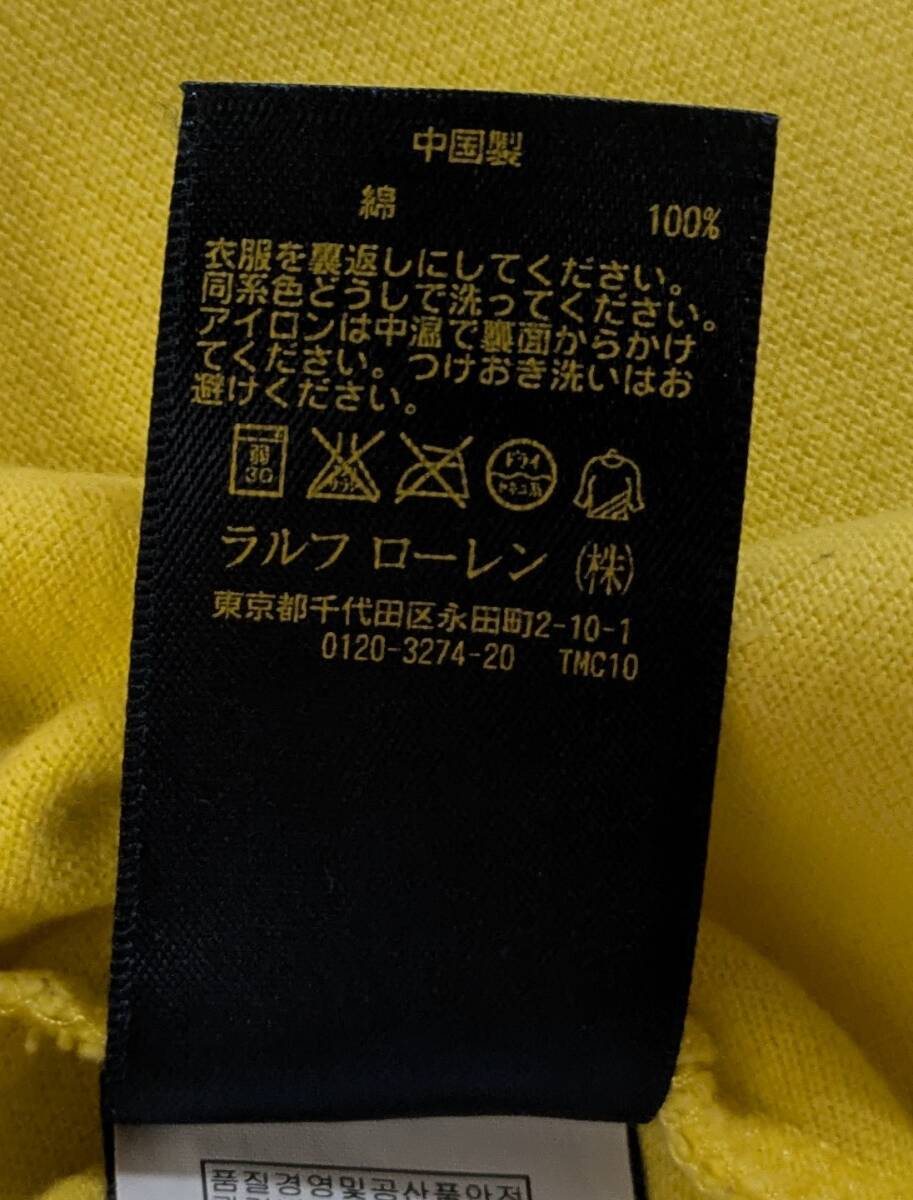 中国製
綿 100%
衣服を裏返しにしてください。
同系色どうしで洗ってください。
アイロンは中温で裏面からかけ
てください。つけおき洗いはお
避けください。
弱
30
ドライ
ラルフ ローレン (株)
東京都千代田区永田町2-10-1
0120-3274-20 TMC10
품질경영및공산품안전